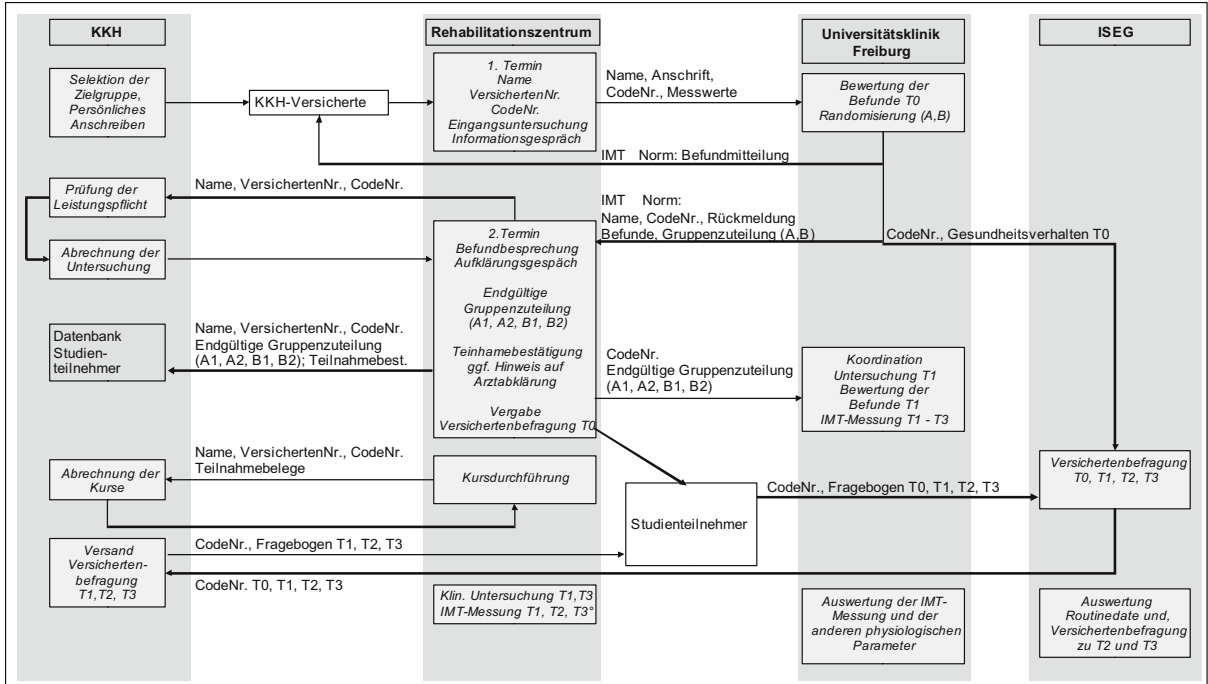 KKH
Rehabilitationszentrum
Universitätsklinik
Freiburg
ISEG
Selektion der
Zielgruppe,
Persönliches
Anschreiben
KKH-Versicherte
1. Termin
Name
VersichertenNr.
CodeNr.
Eingangsuntersuchung
Informationsgespräch
Name, Anschrift,
CodeNr., Messwerte
Bewertung der
Befunde T0
Randomisierung (A,B)
IMT Norm: Befundmitteilung
Prüfung der
Leistungspflicht
Name, VersichertenNr., CodeNr.
IMT Norm:
Name, CodeNr., Rückmeldung
Befunde, Gruppenzuteilung (A,B)
CodeNr., Gesundheitsverhalten T0
Abrechnung der
Untersuchung
2.Termin
Befundbesprechung
Aufklärungsgespäch
Endgültige
Gruppenzuteilung
(A1, A2, B1, B2)
Teinhamebestätigung
ggf. Hinweis auf
Arztabklärung
Vergabe
Versichertenbefragung T0
Datenbank
Studien-
teilnehmer
Name, VersichertenNr., CodeNr.
Endgültige Gruppenzuteilung
(A1, A2, B1, B2); Teilnahmebest.
CodeNr.
Endgültige Gruppenzuteilung
(A1, A2, B1, B2)
Koordination
Untersuchung T1
Bewertung der
Befunde T1
IMT-Messung T1 - T3
Abrechnung der
Kurse
Name, VersichertenNr., CodeNr.
Teilnahmebelege
Kursdurchführung
Studienteilnehmer
CodeNr., Fragebogen T0, T1, T2, T3
Versichertenbefragung
T0, T1, T2, T3
Versand
Versicherten-
befragung
T1,T2, T3
CodeNr., Fragebogen T1, T2, T3
CodeNr. T0, T1, T2, T3
Klin. Untersuchung T1,T3
IMT-Messung T1, T2, T3°
Auswertung der IMT-
Messung und der
anderen physiologischen
Parameter
Auswertung
Routinedate und,
Versichertenbefragung
zu T2 und T3